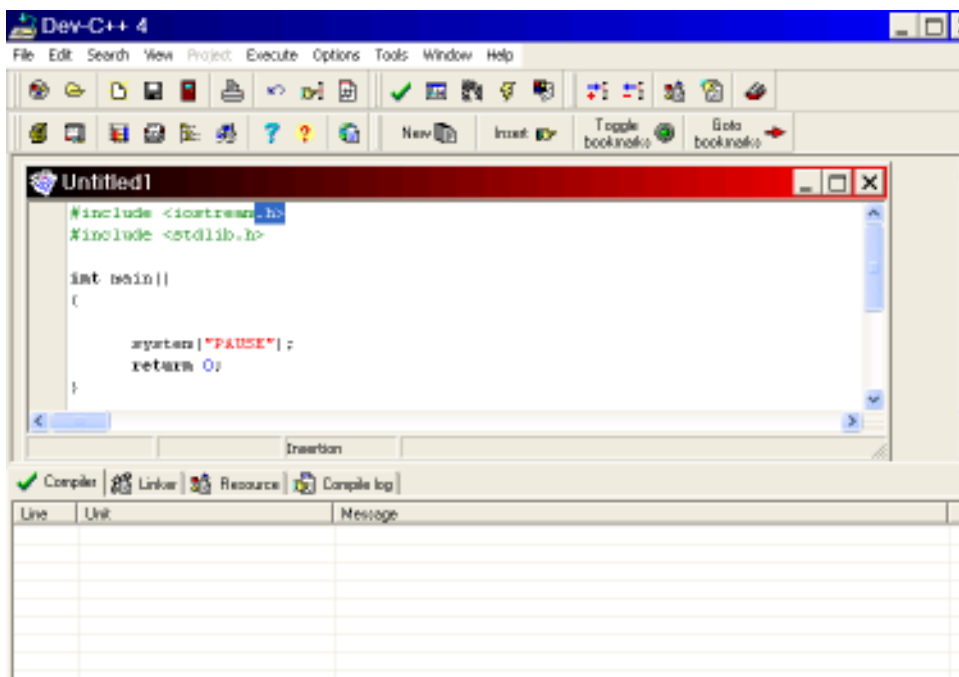 Dev-C++ 4
File Edit Search View Project Execute Options Tools Window Help
New Insert Toggle bookmarks Goto bookmarks
Untitled1
#include <iostream.h>
#include <stdlib.h>
int main()
{
system("PAUSE");
return 0;
}
Insertion
Compiler Linker Resource Compile log
Line Unit Message